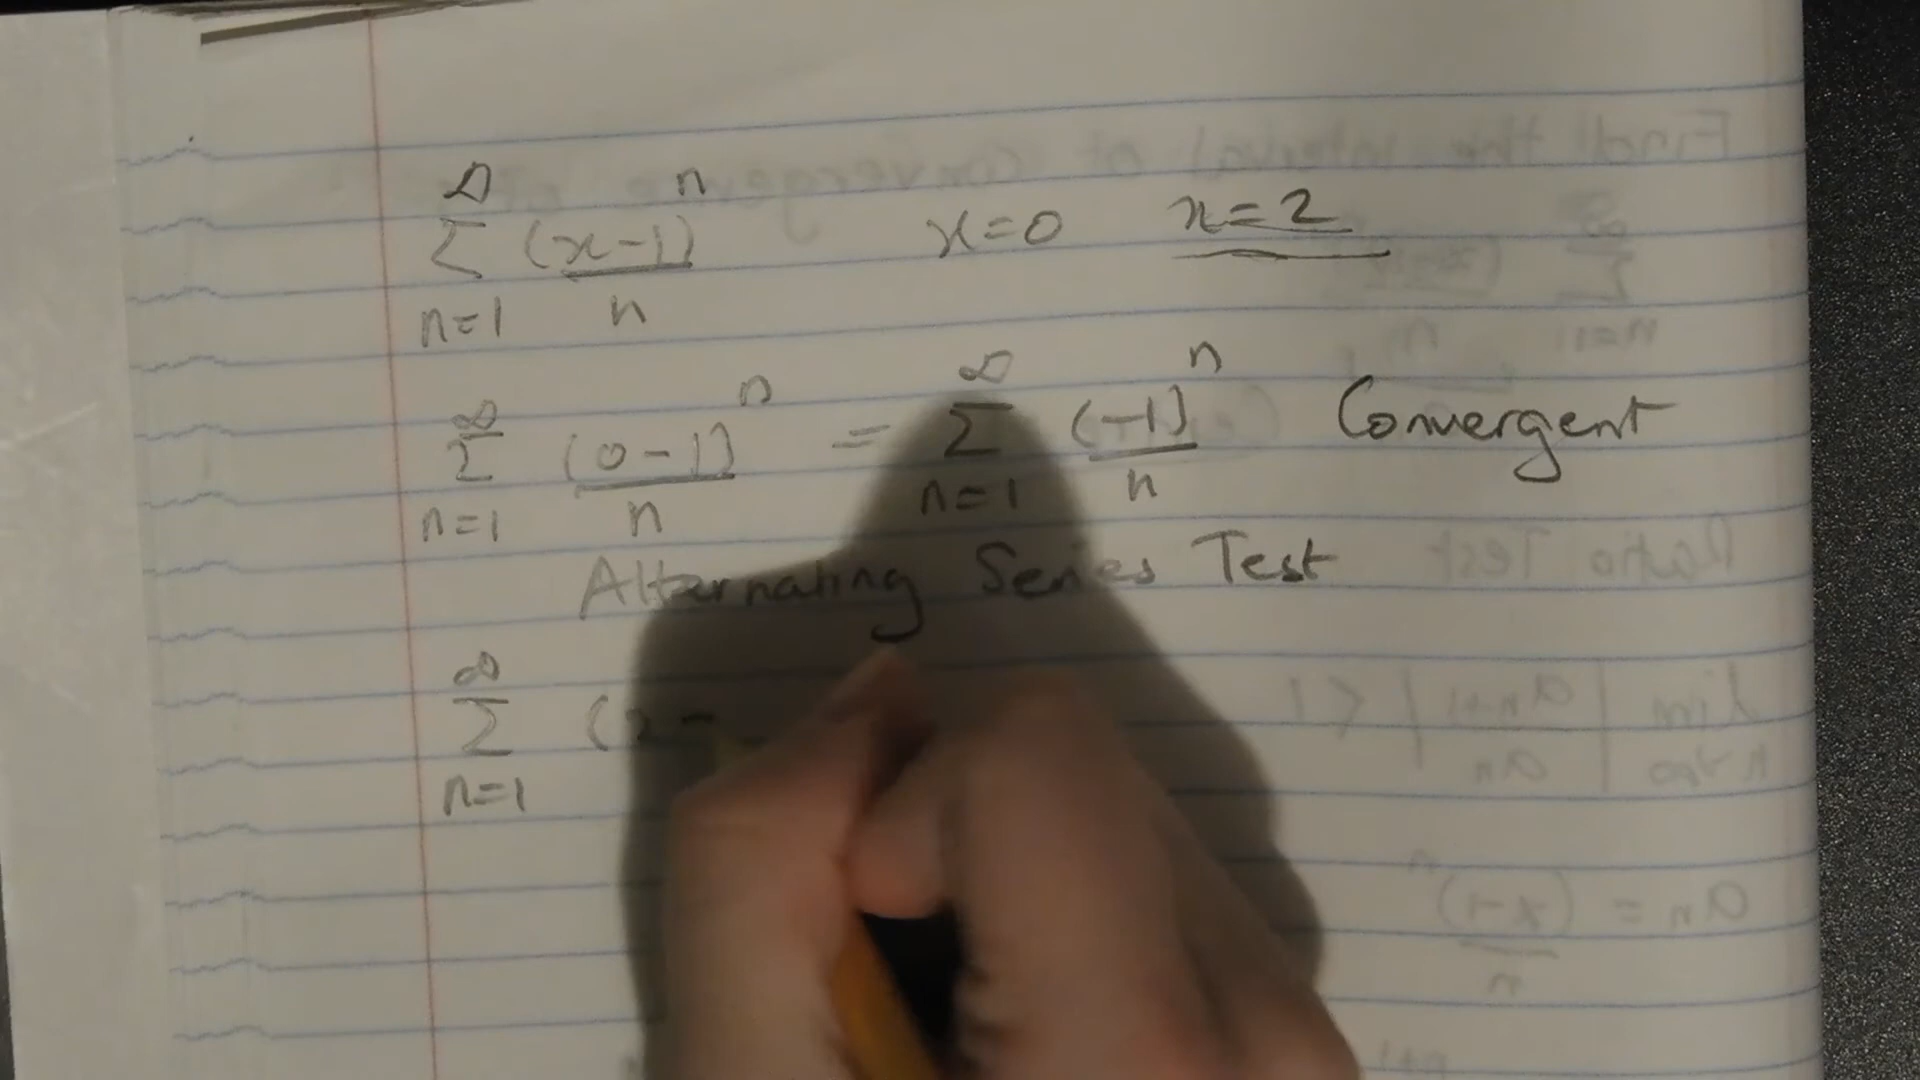 ∞ Σ n=1 (x-1)^n / n   x=0   x=2
∞ Σ n=1 (0-1)^n / n = ∞ Σ n=1 (-1)^n / n   Convergent
Alternating Series Test
∞ Σ n=1 (2-